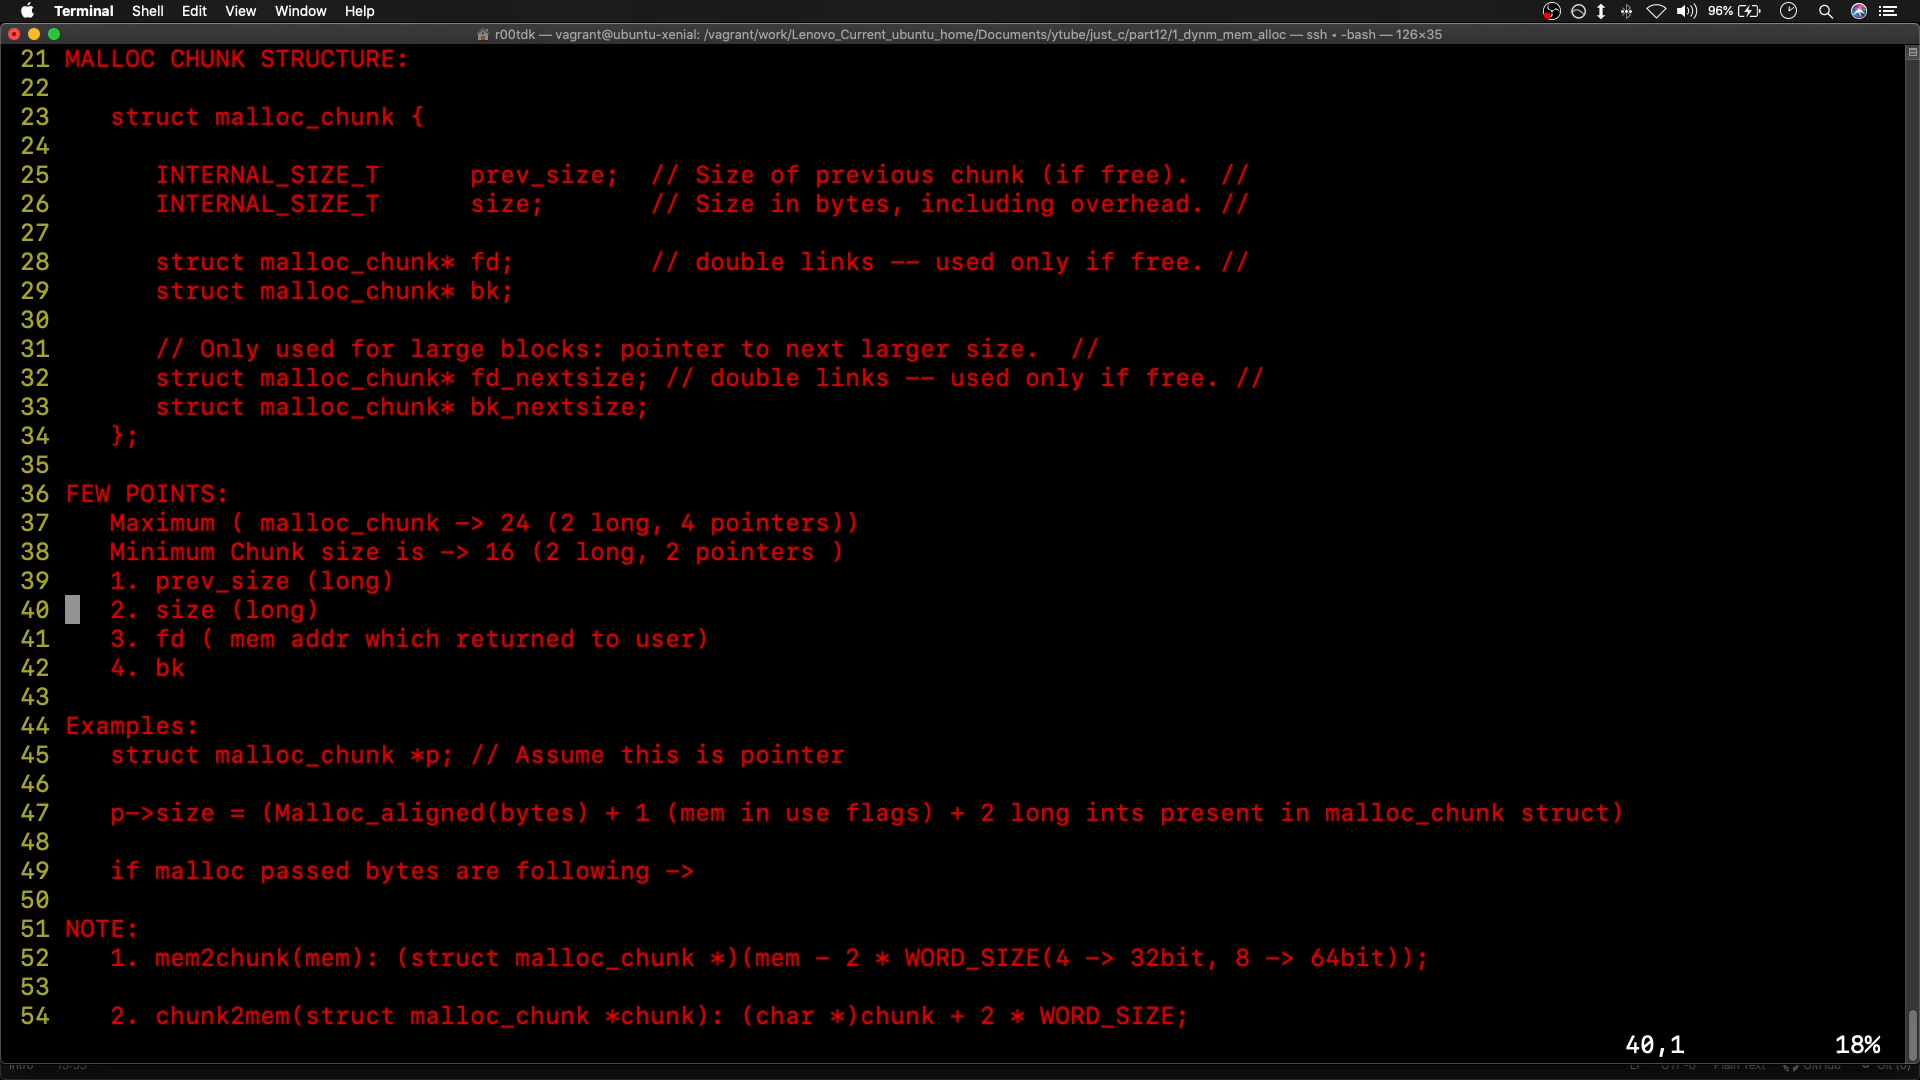 Terminal Shell Edit View Window Help 96%
r00tdk — vagrant@ubuntu-xenial: /vagrant/work/Lenovo_Current_ubuntu_home/Documents/ytube/just_c/part12/1_dynm_mem_alloc — ssh ◂ -bash — 126×35
21 MALLOC CHUNK STRUCTURE:
22
23 struct malloc_chunk {
24
25 INTERNAL_SIZE_T prev_size; // Size of previous chunk (if free). //
26 INTERNAL_SIZE_T size; // Size in bytes, including overhead. //
27
28 struct malloc_chunk* fd; // double links -- used only if free. //
29 struct malloc_chunk* bk;
30
31 // Only used for large blocks: pointer to next larger size. //
32 struct malloc_chunk* fd_nextsize; // double links -- used only if free. //
33 struct malloc_chunk* bk_nextsize;
34 };
35
36 FEW POINTS:
37 Maximum ( malloc_chunk -> 24 (2 long, 4 pointers))
38 Minimum Chunk size is -> 16 (2 long, 2 pointers )
39 1. prev_size (long)
40 2. size (long)
41 3. fd ( mem addr which returned to user)
42 4. bk
43
44 Examples:
45 struct malloc_chunk *p; // Assume this is pointer
46
47 p->size = (Malloc_aligned(bytes) + 1 (mem in use flags) + 2 long ints present in malloc_chunk struct)
48
49 if malloc passed bytes are following ->
50
51 NOTE:
52 1. mem2chunk(mem): (struct malloc_chunk *)(mem - 2 * WORD_SIZE(4 -> 32bit, 8 -> 64bit));
53
54 2. chunk2mem(struct malloc_chunk *chunk): (char *)chunk + 2 * WORD_SIZE;
40,1 18%